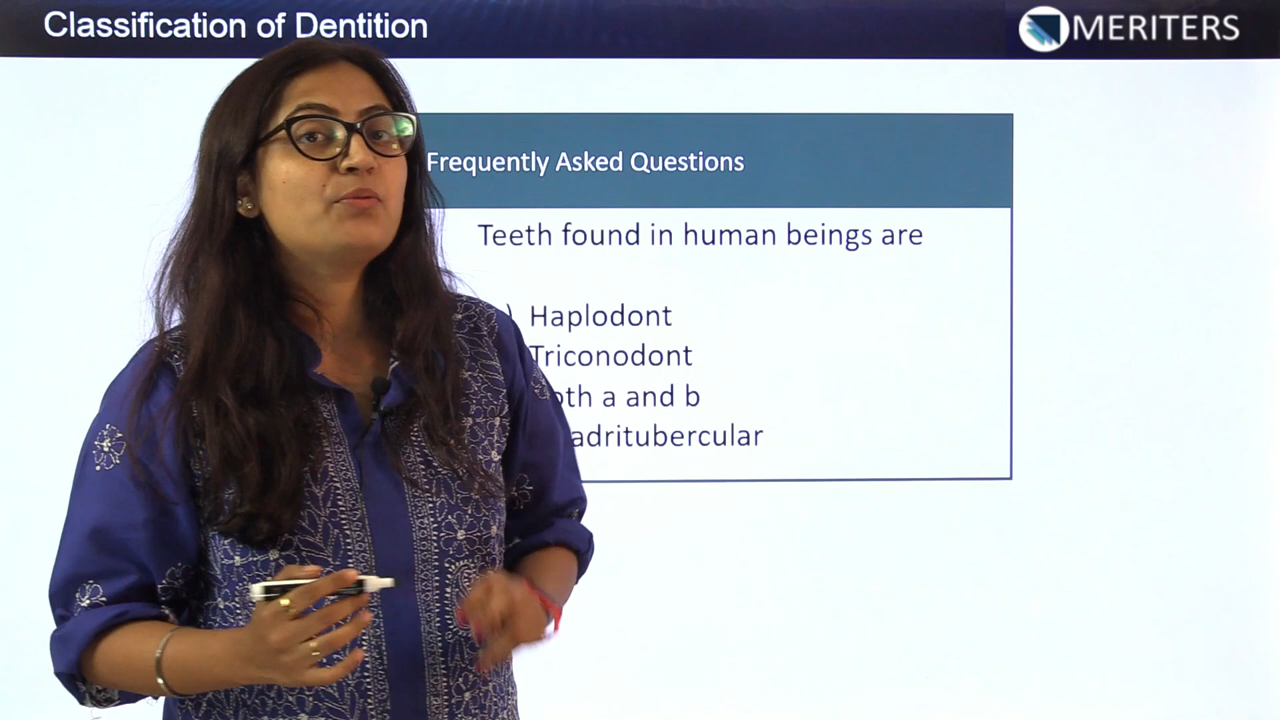 Classification of Dentition
MERITERS
Frequently Asked Questions
Teeth found in human beings are
) Haplodont
Triconodont
oth a and b
adritubercular